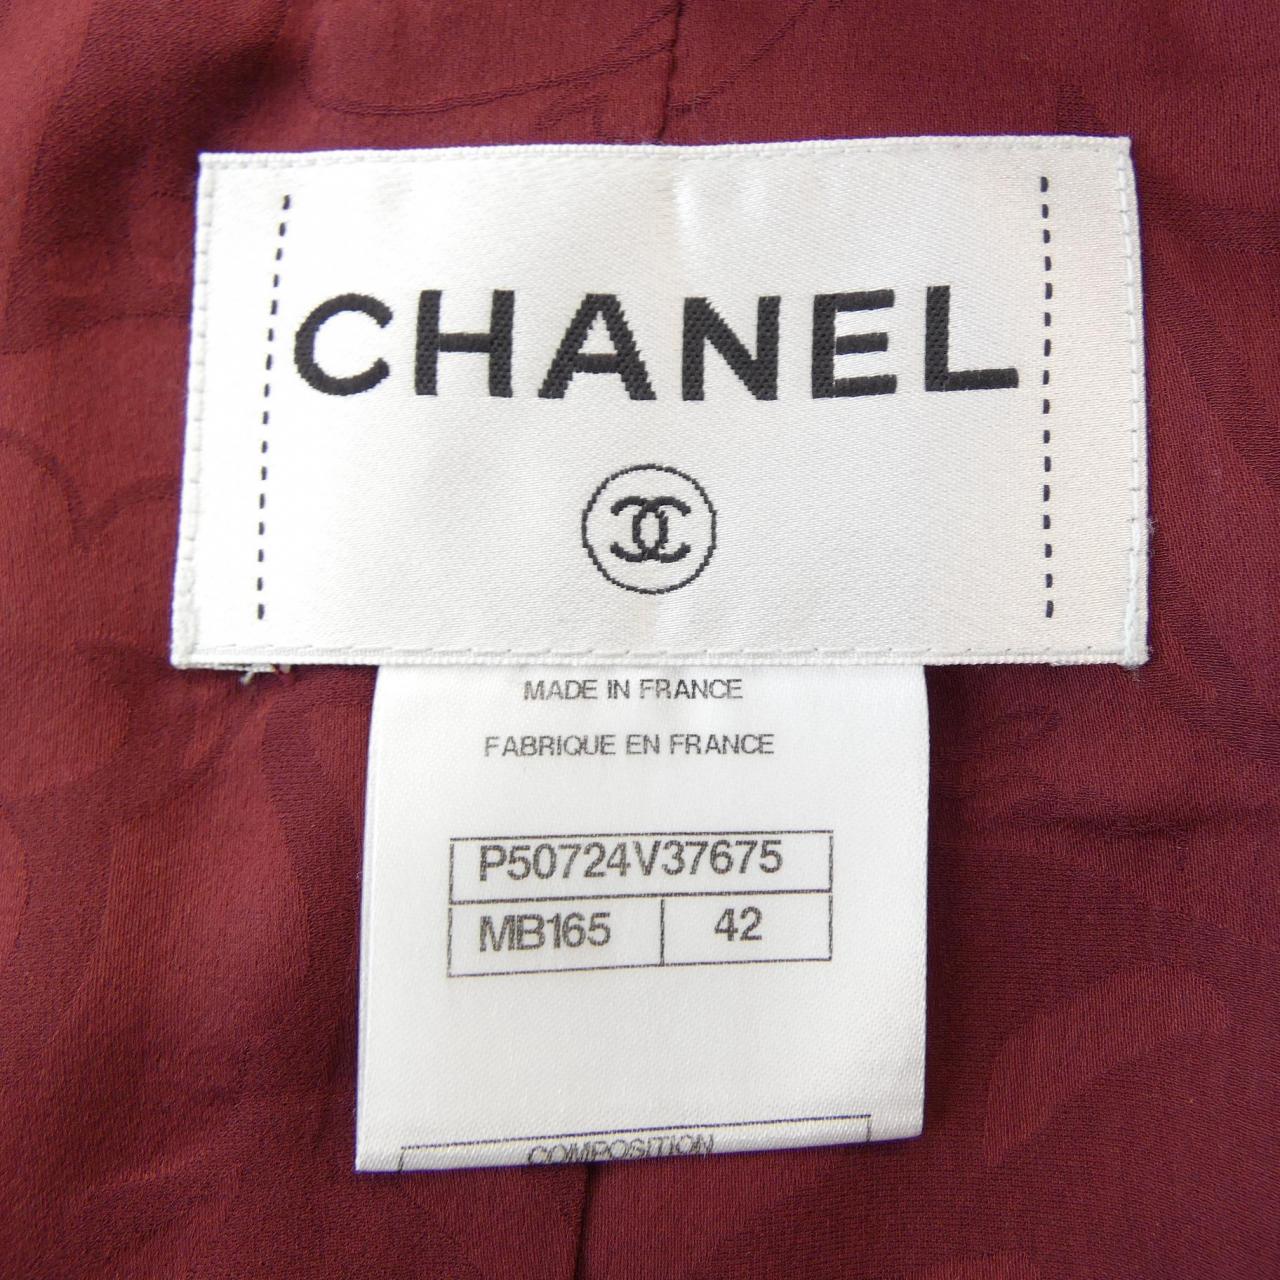 CHANEL
MADE IN FRANCE
FABRIQUE EN FRANCE
P50724V37675
MB165 42
COMPOSITION